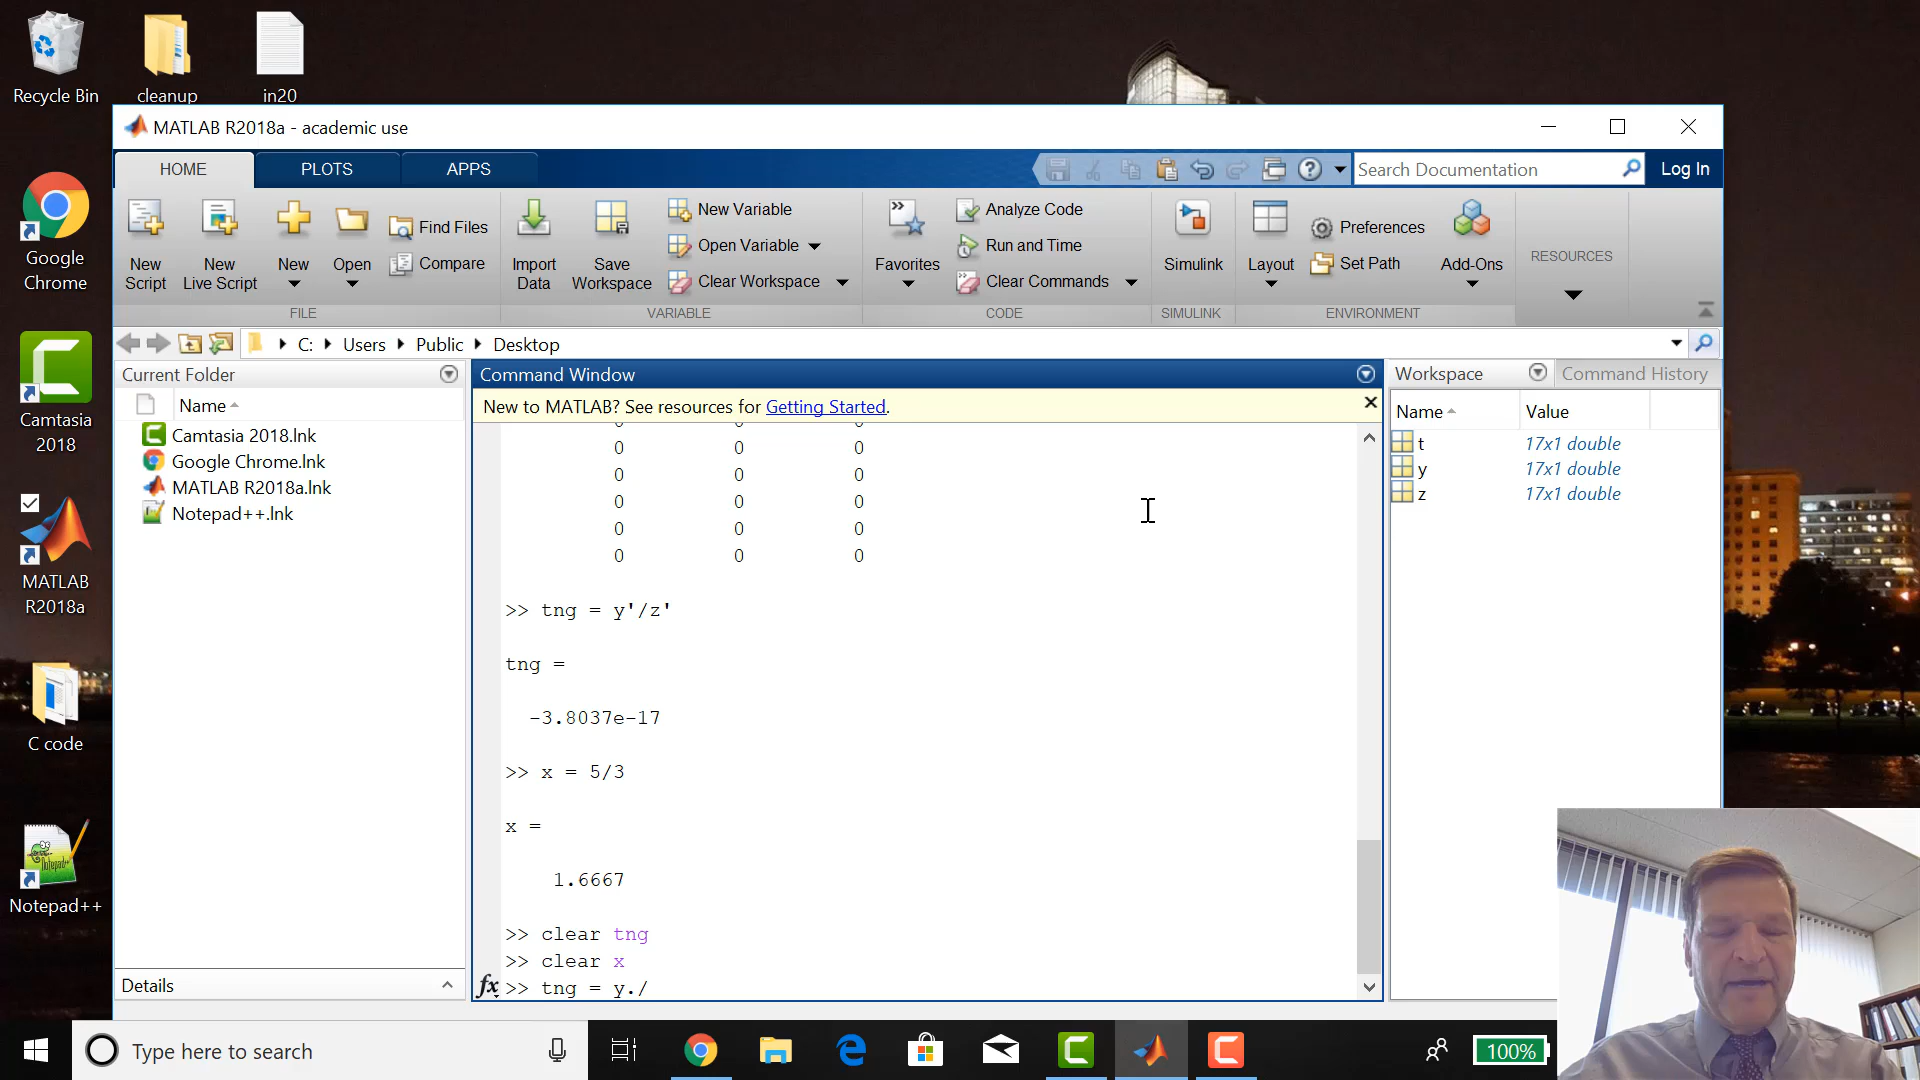 Recycle Bin
cleanup
in20
MATLAB R2018a - academic use
HOME
PLOTS
APPS
Search Documentation
Log In
New Script
New Live Script
New
Open
Find Files
Compare
Import Data
Save Workspace
New Variable
Open Variable
Clear Workspace
Favorites
Analyze Code
Run and Time
Clear Commands
Simulink
Layout
Preferences
Set Path
Add-Ons
RESOURCES
FILE
VARIABLE
CODE
SIMULINK
ENVIRONMENT
C:
Users
Public
Desktop
Google Chrome
Camtasia 2018
MATLAB R2018a
C code
Notepad++
Current Folder
Name
Camtasia 2018.lnk
Google Chrome.lnk
MATLAB R2018a.lnk
Notepad++.lnk
Details
Command Window
New to MATLAB? See resources for Getting Started.
0 0 0
0 0 0
0 0 0
0 0 0
0 0 0
0 0 0
>> tng = y'/z'
tng =
-3.8037e-17
>> x = 5/3
x =
1.6667
>> clear tng
>> clear x
fx >> tng = y./
Workspace
Command History
Name Value
t 17x1 double
y 17x1 double
z 17x1 double
Type here to search
100%